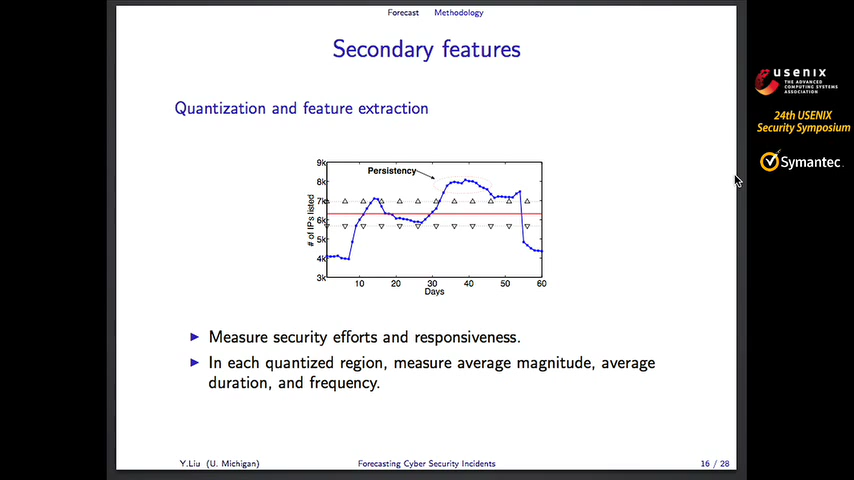 Forecast Methodology
Secondary features
Quantization and feature extraction
Persistency
9k
8k
7k
6k
5k
4k
3k
# of IPs listed
10 20 30 40 50 60
Days
Measure security efforts and responsiveness.
In each quantized region, measure average magnitude, average
duration, and frequency.
Y.Liu (U. Michigan) Forecasting Cyber Security Incidents 16 / 28
usenix
THE ADVANCED
COMPUTING SYSTEMS
ASSOCIATION
24th USENIX
Security Symposium
Symantec.